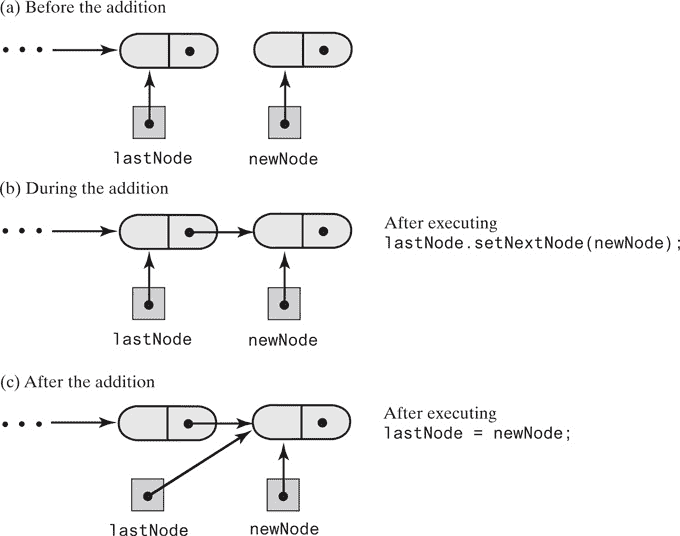 (a) Before the addition
lastNode
newNode
(b) During the addition
After executing
lastNode.setNextNode(newNode);
lastNode
newNode
(c) After the addition
After executing
lastNode = newNode;
lastNode
newNode